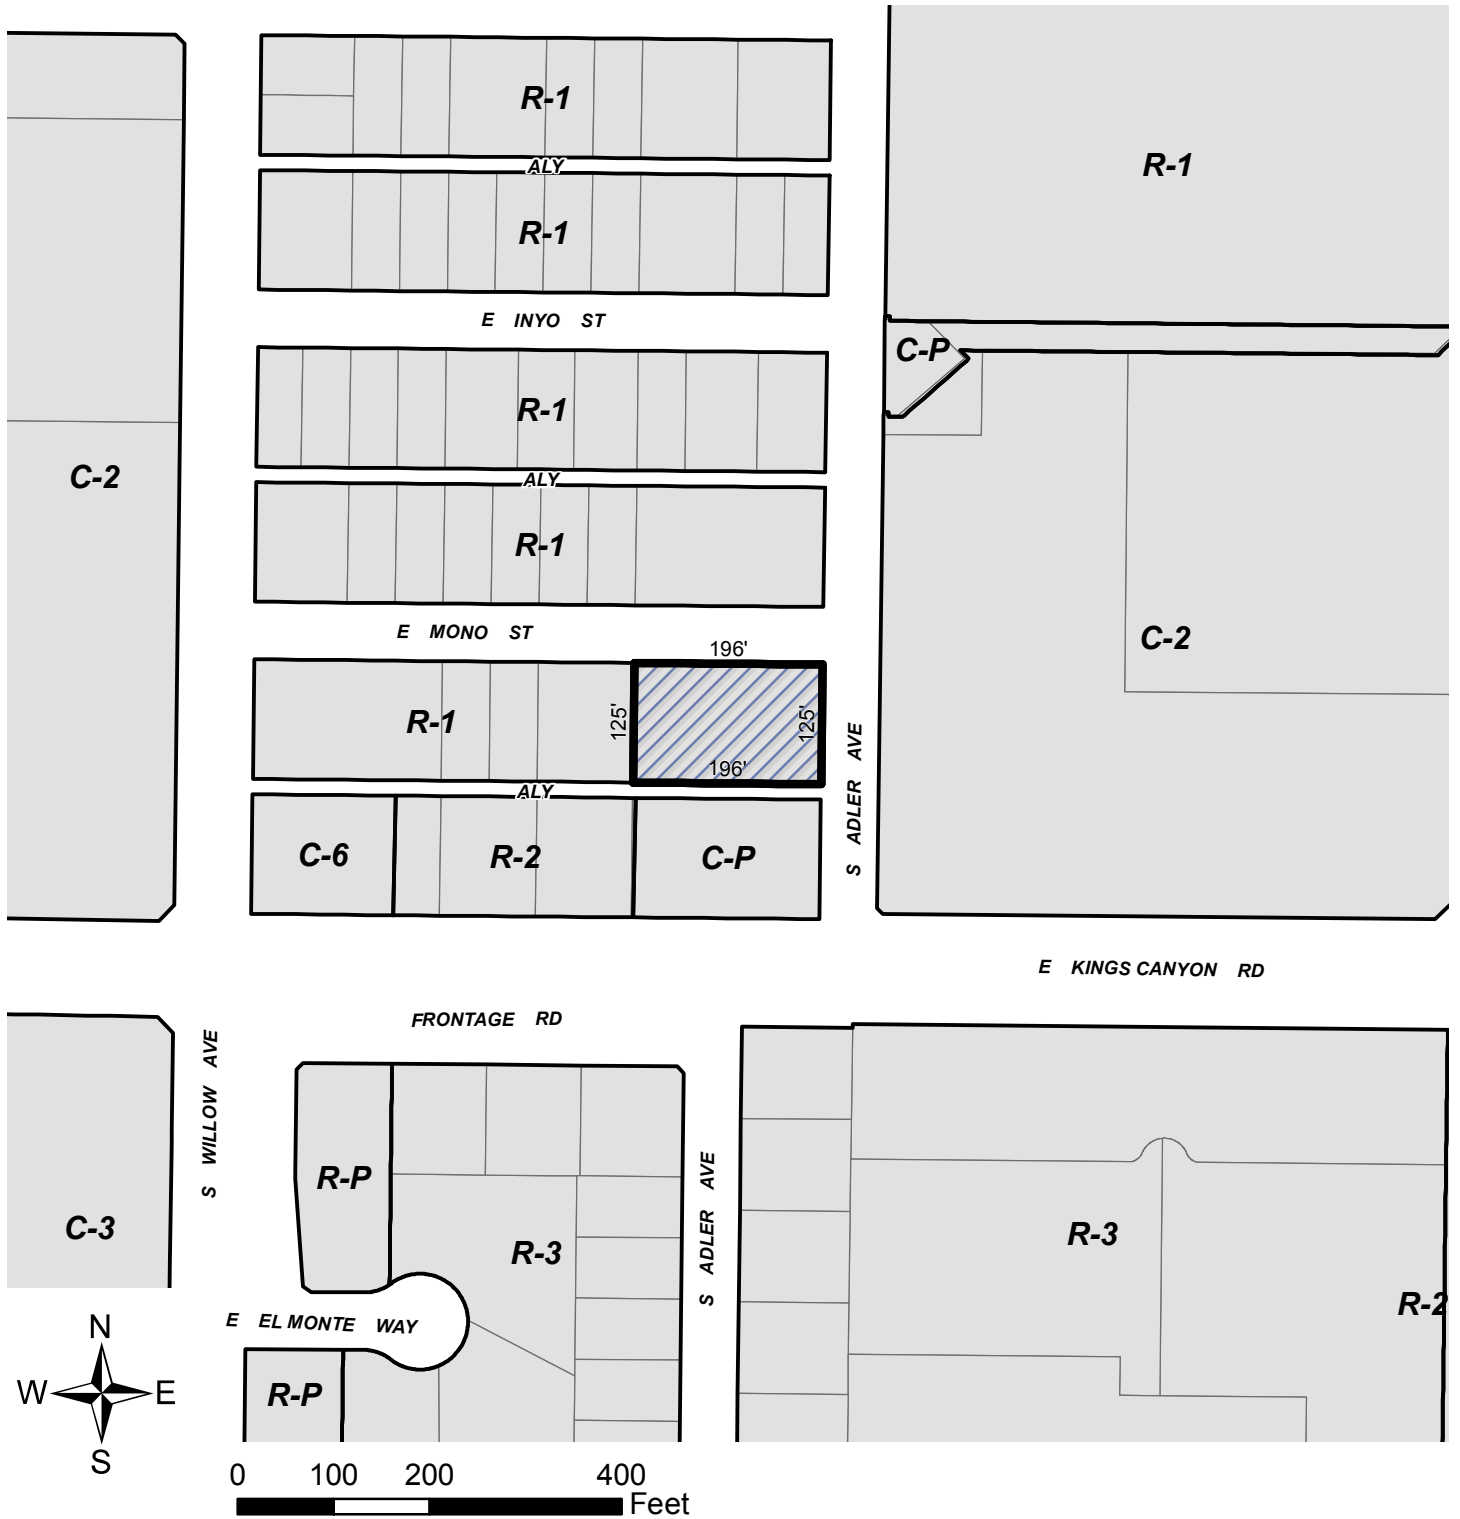 R-1
ALY
R-1
R-1
E INYO ST
C-P
R-1
C-2
ALY
R-1
E MONO ST
C-2
196'
125'
R-1
125'
196'
S ADLER AVE
ALY
C-6
R-2
C-P
E KINGS CANYON RD
FRONTAGE RD
S WILLOW AVE
R-P
C-3
R-3
S ADLER AVE
R-3
R-2
E EL MONTE WAY
N
W
E
S
R-P
0 100 200 400
Feet